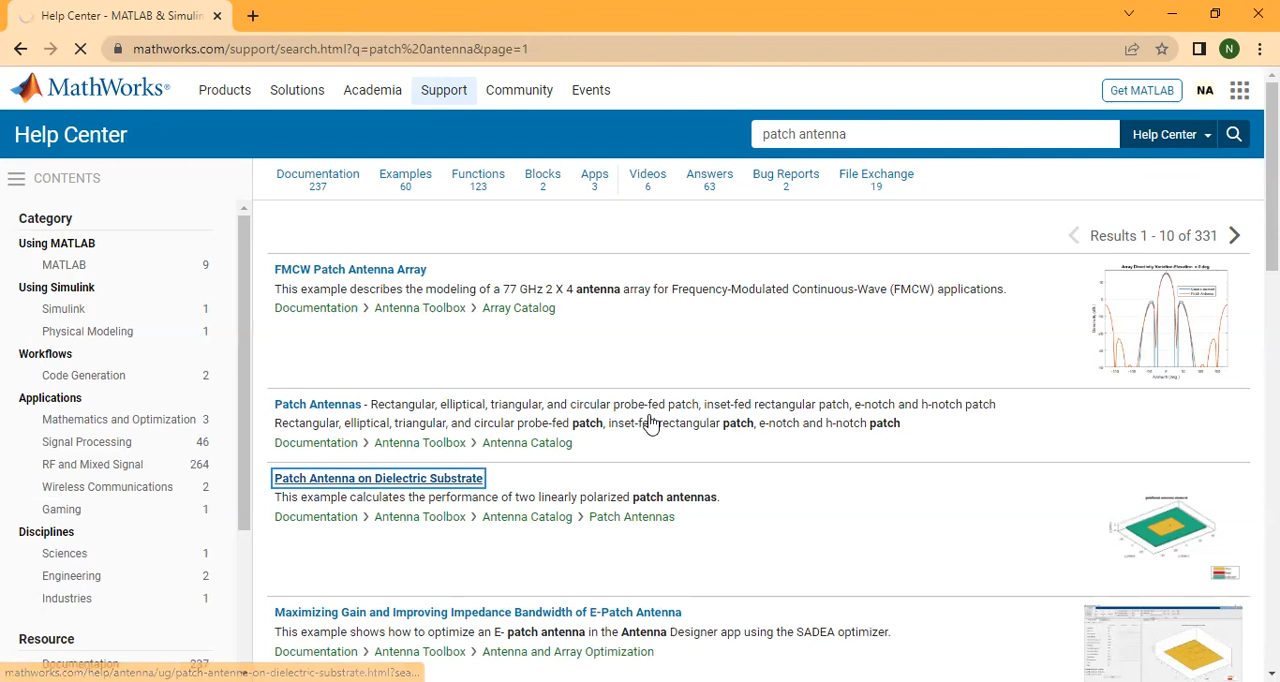 Help Center - MATLAB & Simulin
mathworks.com/support/search.html?q=patch%20antenna&page=1
N
MathWorks®
Products
Solutions
Academia
Support
Community
Events
Get MATLAB
NA
Help Center
patch antenna
Help Center
CONTENTS
Documentation
237
Examples
60
Functions
123
Blocks
2
Apps
3
Videos
6
Answers
63
Bug Reports
2
File Exchange
19
Category
Using MATLAB
MATLAB 9
Using Simulink
Simulink 1
Physical Modeling 1
Workflows
Code Generation 2
Applications
Mathematics and Optimization 3
Signal Processing 46
RF and Mixed Signal 264
Wireless Communications 2
Gaming 1
Disciplines
Sciences 1
Engineering 2
Industries 1
Resource
Documentation 237
Results 1 - 10 of 331
FMCW Patch Antenna Array
This example describes the modeling of a 77 GHz 2 X 4 antenna array for Frequency-Modulated Continuous-Wave (FMCW) applications.
Documentation > Antenna Toolbox > Array Catalog
Patch Antennas - Rectangular, elliptical, triangular, and circular probe-fed patch, inset-fed rectangular patch, e-notch and h-notch patch
Rectangular, elliptical, triangular, and circular probe-fed patch, inset-fed rectangular patch, e-notch and h-notch patch
Documentation > Antenna Toolbox > Antenna Catalog
Patch Antenna on Dielectric Substrate
This example calculates the performance of two linearly polarized patch antennas.
Documentation > Antenna Toolbox > Antenna Catalog > Patch Antennas
Maximizing Gain and Improving Impedance Bandwidth of E-Patch Antenna
This example shows how to optimize an E- patch antenna in the Antenna Designer app using the SADEA optimizer.
Documentation > Antenna Toolbox > Antenna and Array Optimization
mathworks.com/help/antenna/ug/patch-antenna-on-dielectric-substrate.html?sea...